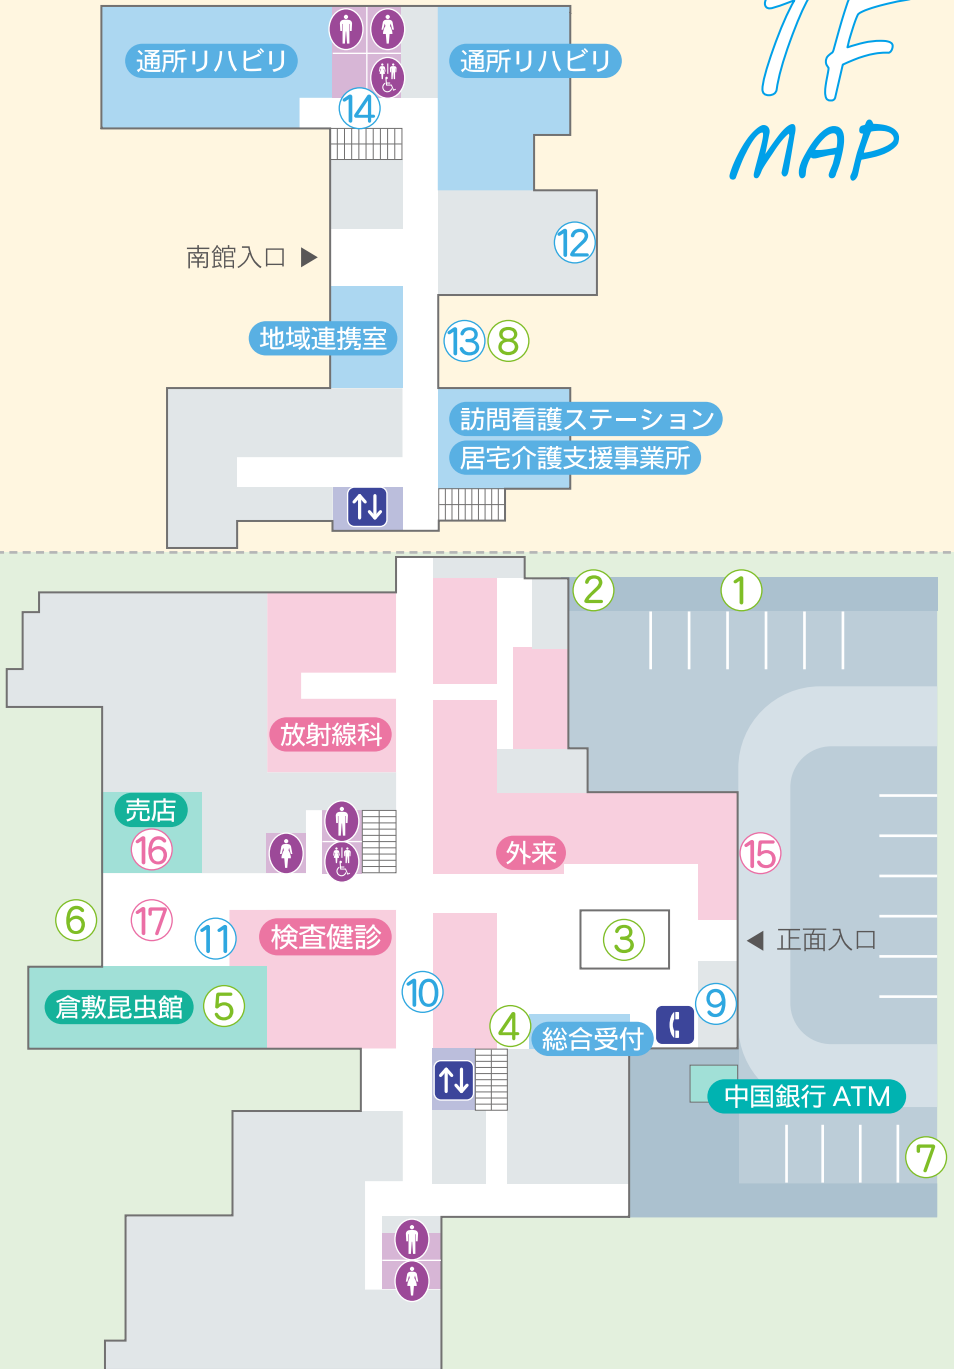 1F
MAP
通所リハビリ
通所リハビリ
14
12
南館入口
地域連携室
13
8
訪問看護ステーション
居宅介護支援事業所
2
1
放射線科
売店
16
外来
15
6
17
11
検査健診
3
正面入口
倉敷昆虫館
5
10
9
4
総合受付
中国銀行 ATM
7